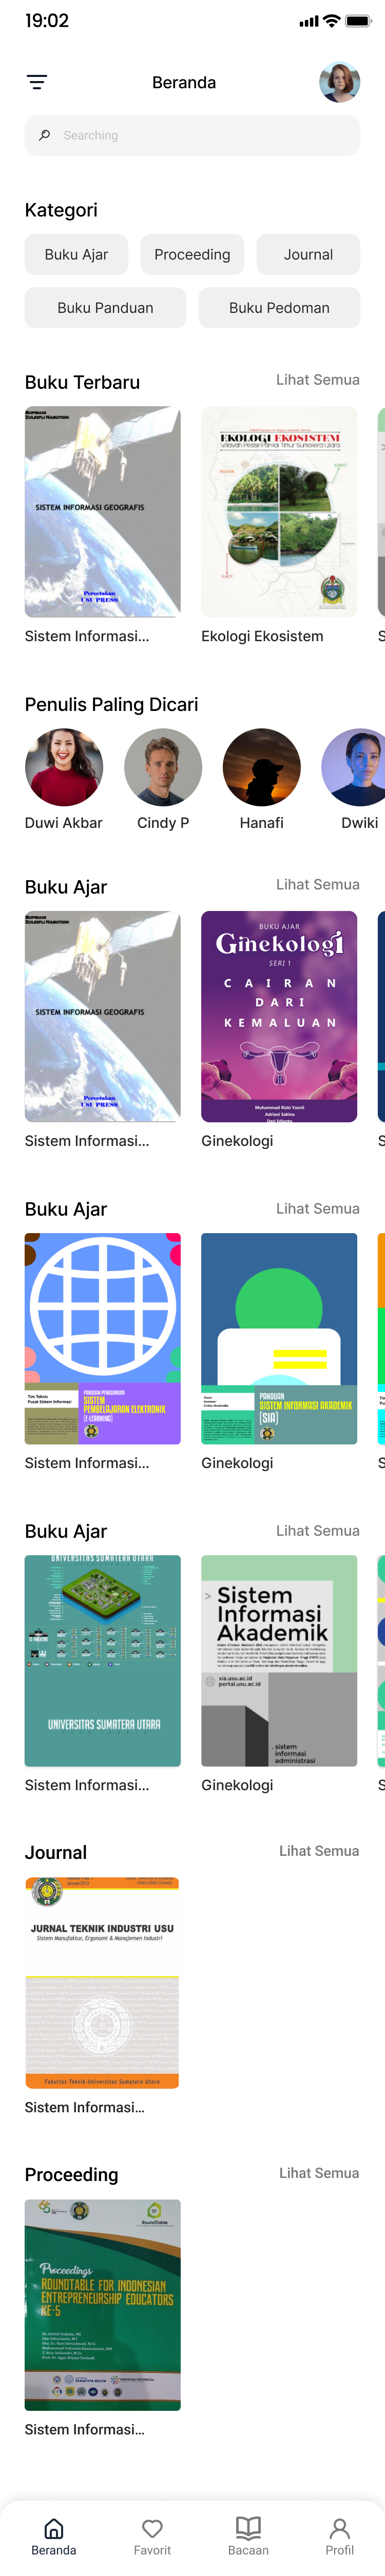 19:02
Beranda
Searching
Kategori
Buku Ajar
Proceeding
Journal
Buku Panduan
Buku Pedoman
Buku Terbaru
Lihat Semua
SISTEM INFORMASI GEOGRAFIS
Percetakan
USU PRESS
EKOLOGI EKOSISTEM
Wilayah Pesisir Pantai Timur Sumatera Utara
Sistem Informasi...
Ekologi Ekosistem
S
Penulis Paling Dicari
Duwi Akbar
Cindy P
Hanafi
Dwiki
Buku Ajar
Lihat Semua
SISTEM INFORMASI GEOGRAFIS
Percetakan
USU PRESS
BUKU AJAR
Ginekologi
SERI 1
CAIRAN
DARI
KEMALUAN
Muhammad Rizki Yaznil
Adriani Sakina
Sistem Informasi...
Ginekologi
S
Buku Ajar
Lihat Semua
Tim Teknis
Pusat Sistem Informasi
PANDUAN PENGGUNAAN
SISTEM
PEMBELAJARAN ELEKTRONIK
(E-LEARNING)
PANDUAN
SISTEM INFORMASI AKADEMIK
(SIA)
Sistem Informasi...
Ginekologi
S
Buku Ajar
Lihat Semua
UNIVERSITAS SUMATERA UTARA
UNIVERSITAS SUMATERA UTARA
> Sistem
Informasi
Akademik
sia.usu.ac.id
portal.usu.ac.id
. sistem
informasi
administrasi
Sistem Informasi...
Ginekologi
S
Journal
Lihat Semua
JURNAL TEKNIK INDUSTRI USU
Sistem Manufaktur, Ergonomi & Manajemen Industri
Fakultas Teknik-Universitas Sumatera Utara
Sistem Informasi...
Proceeding
Lihat Semua
Roundtable
Proceedings
ROUNDTABLE FOR INDONESIAN
ENTREPRENEURSHIP EDUCATORS
KE-5
Sistem Informasi...
Beranda
Favorit
Bacaan
Profil